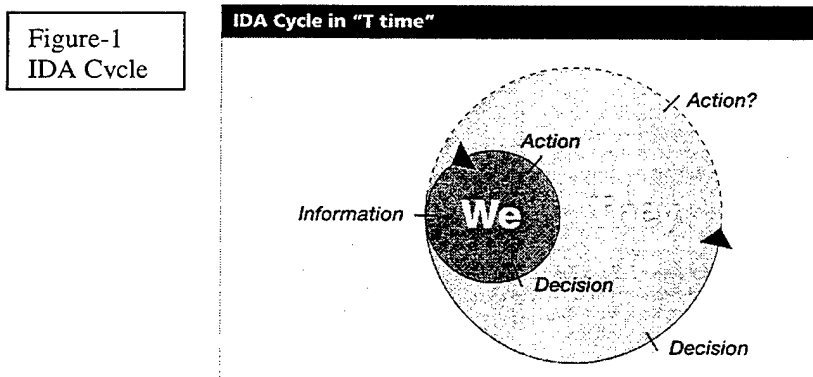 Figure-1
IDA Cycle
IDA Cycle in "T time"
Action?
Action
Information
We
They
Decision
Decision